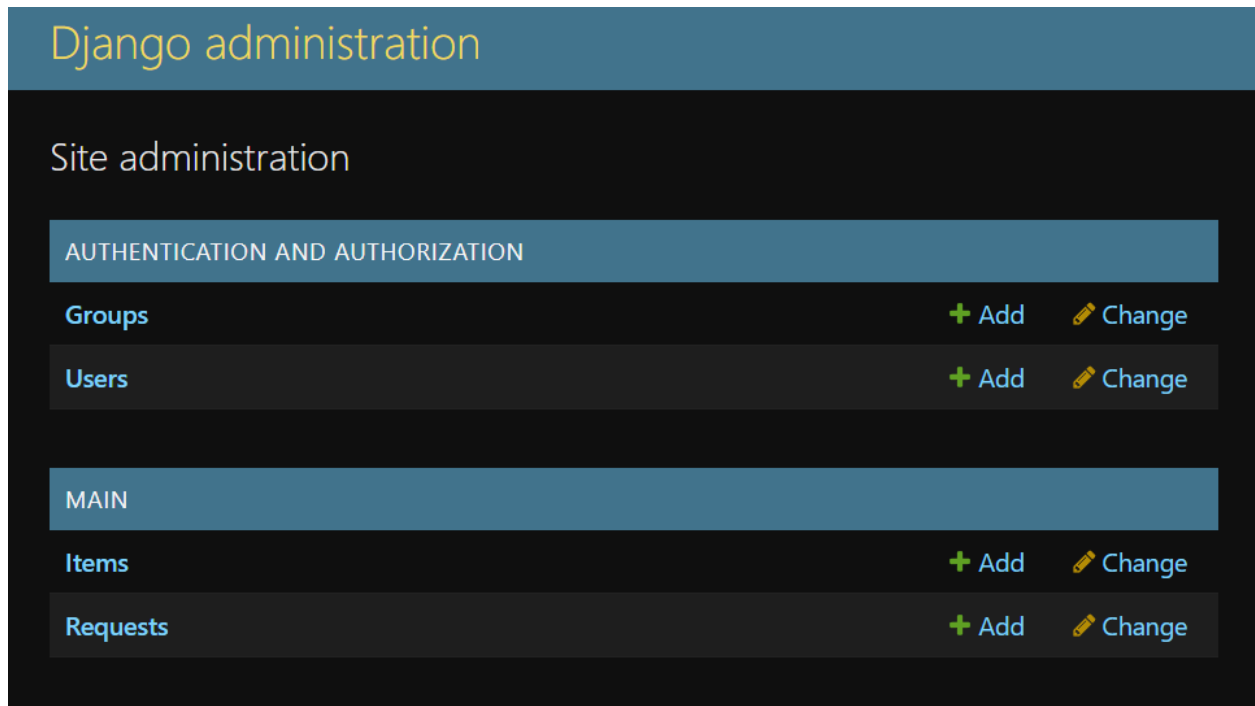 Django administration
Site administration
AUTHENTICATION AND AUTHORIZATION
Groups Add Change
Users Add Change
MAIN
Items Add Change
Requests Add Change